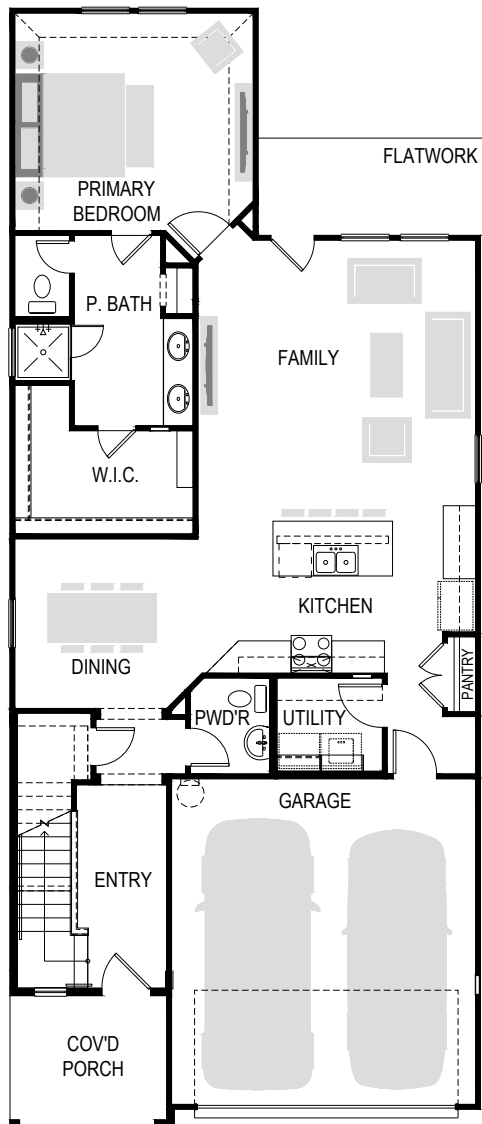 FLATWORK
PRIMARY
BEDROOM
P. BATH
FAMILY
W.I.C.
KITCHEN
DINING
PANTRY
PWD'R
UTILITY
GARAGE
ENTRY
COV'D
PORCH